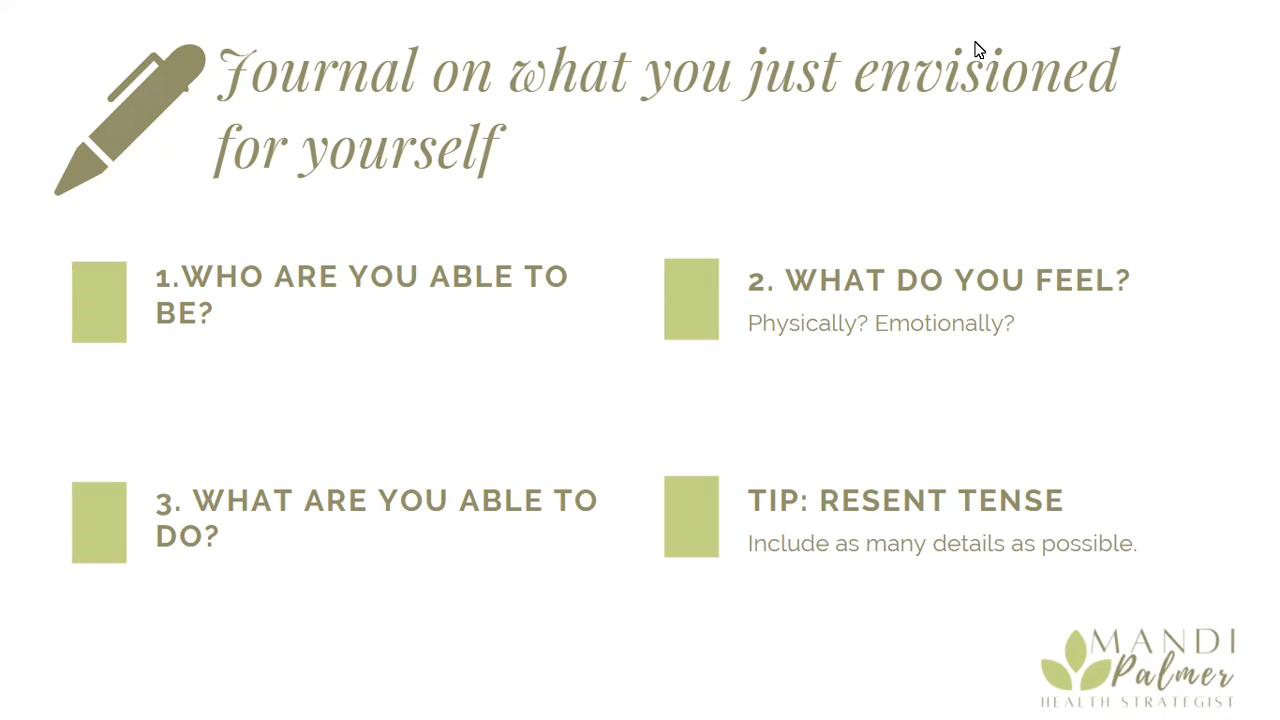 Journal on what you just envisioned
for yourself
1.WHO ARE YOU ABLE TO
BE?
2. WHAT DO YOU FEEL?
Physically? Emotionally?
3. WHAT ARE YOU ABLE TO
DO?
TIP: RESENT TENSE
Include as many details as possible.
MANDI
Palmer
HEALTH STRATEGIST